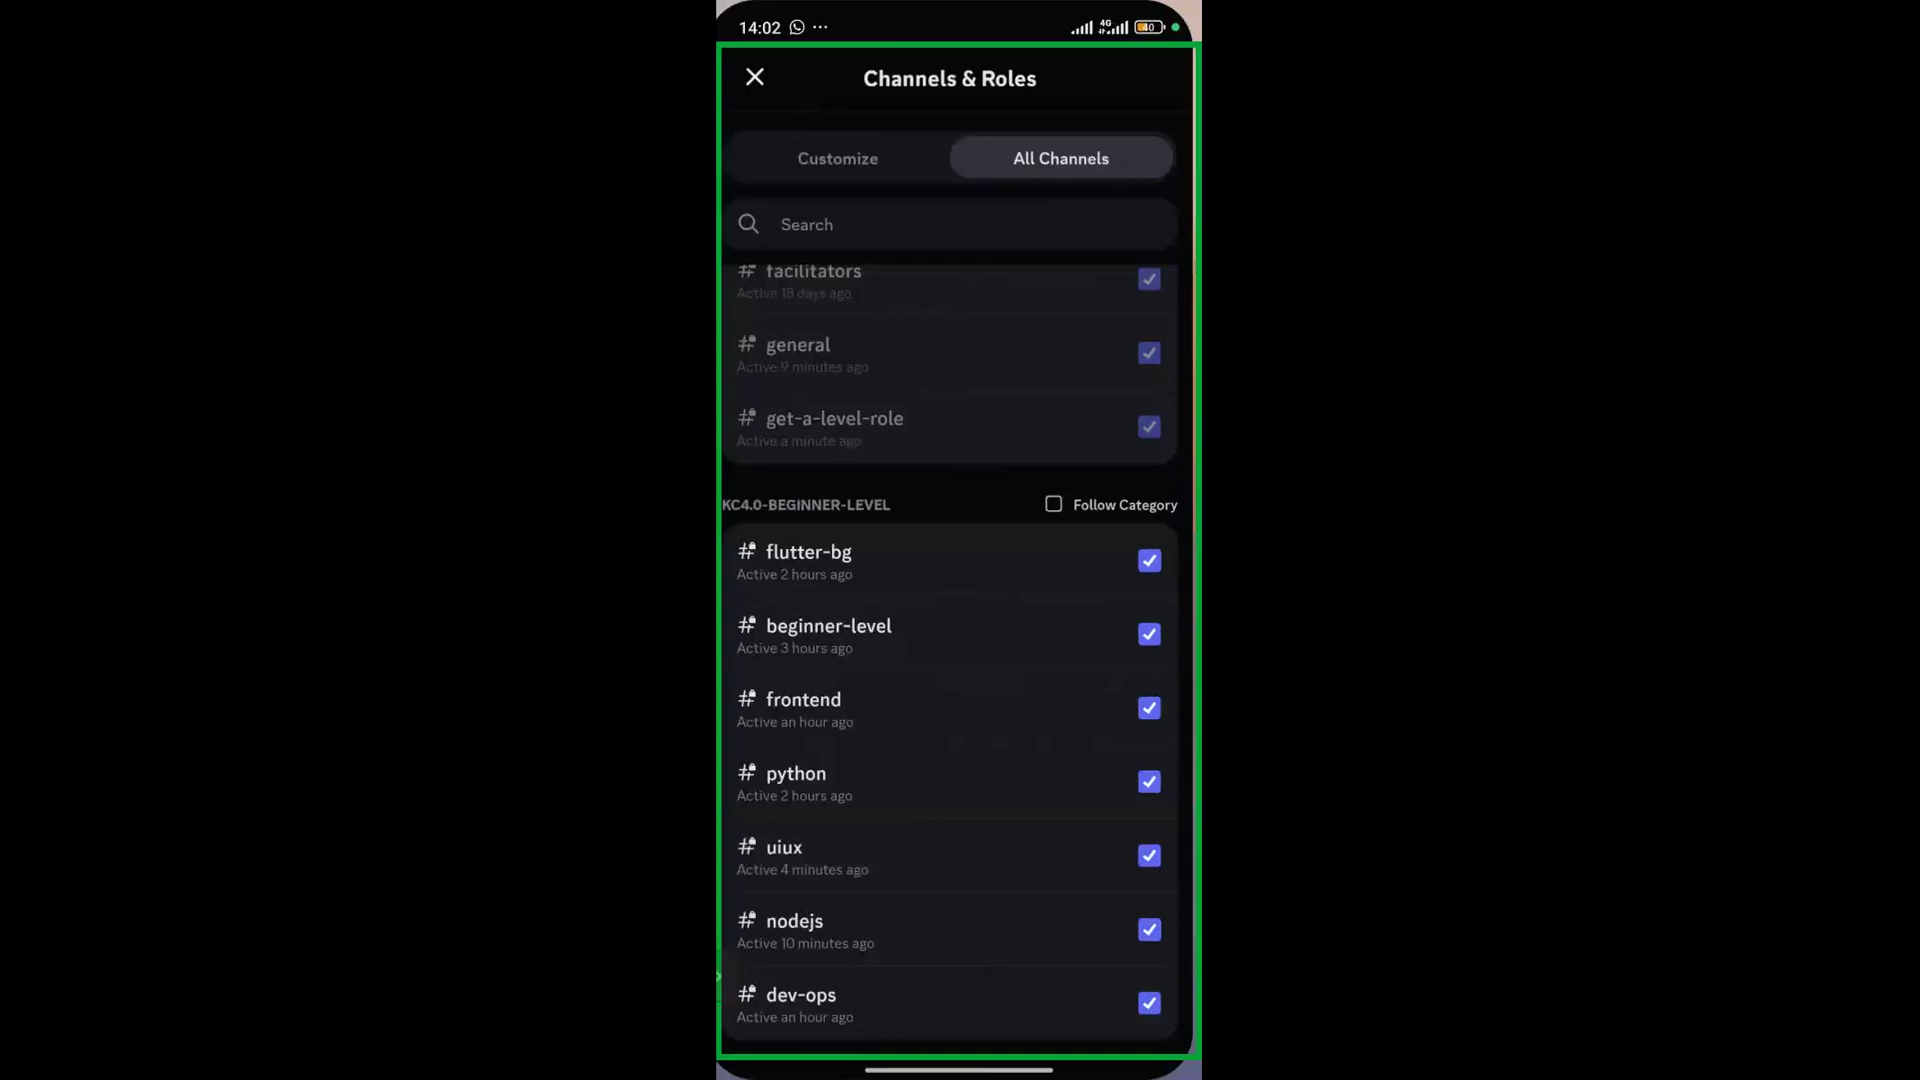 14:02
4G
40
Channels & Roles
Customize
All Channels
Search
facilitators
Active 18 days ago
general
Active 9 minutes ago
get-a-level-role
Active a minute ago
KC4.0-BEGINNER-LEVEL
Follow Category
flutter-bg
Active 2 hours ago
beginner-level
Active 3 hours ago
frontend
Active an hour ago
python
Active 2 hours ago
uiux
Active 4 minutes ago
nodejs
Active 10 minutes ago
dev-ops
Active an hour ago